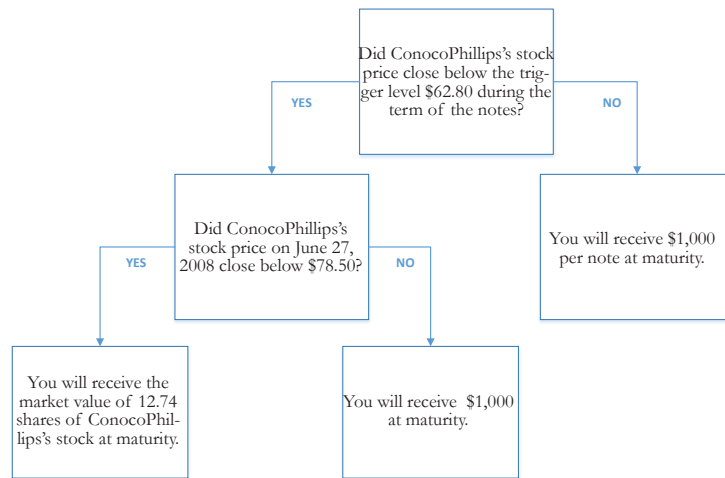 Did ConocoPhillips's stock
price close below the trig-
ger level $62.80 during the
term of the notes?
YES
NO
Did ConocoPhillips's
stock price on June 27,
2008 close below $78.50?
You will receive $1,000
per note at maturity.
YES
NO
You will receive the
market value of 12.74
shares of ConocoPhil-
lips's stock at maturity.
You will receive $1,000
at maturity.